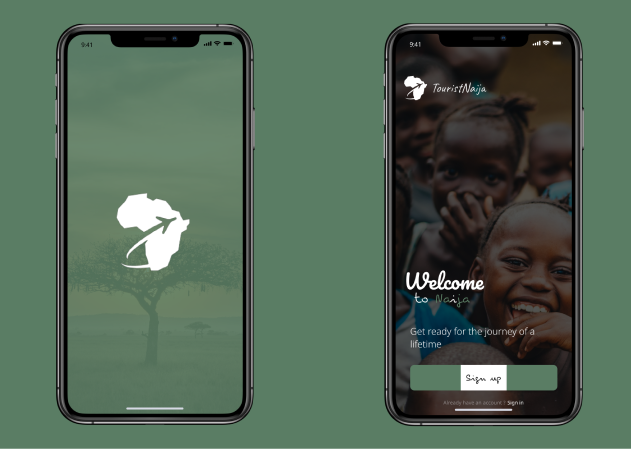 9:41
9:41
TouristNaija
Welcome
to Naija
Get ready for the journey of a
lifetime
Sign up
Already have an account ? Sign in